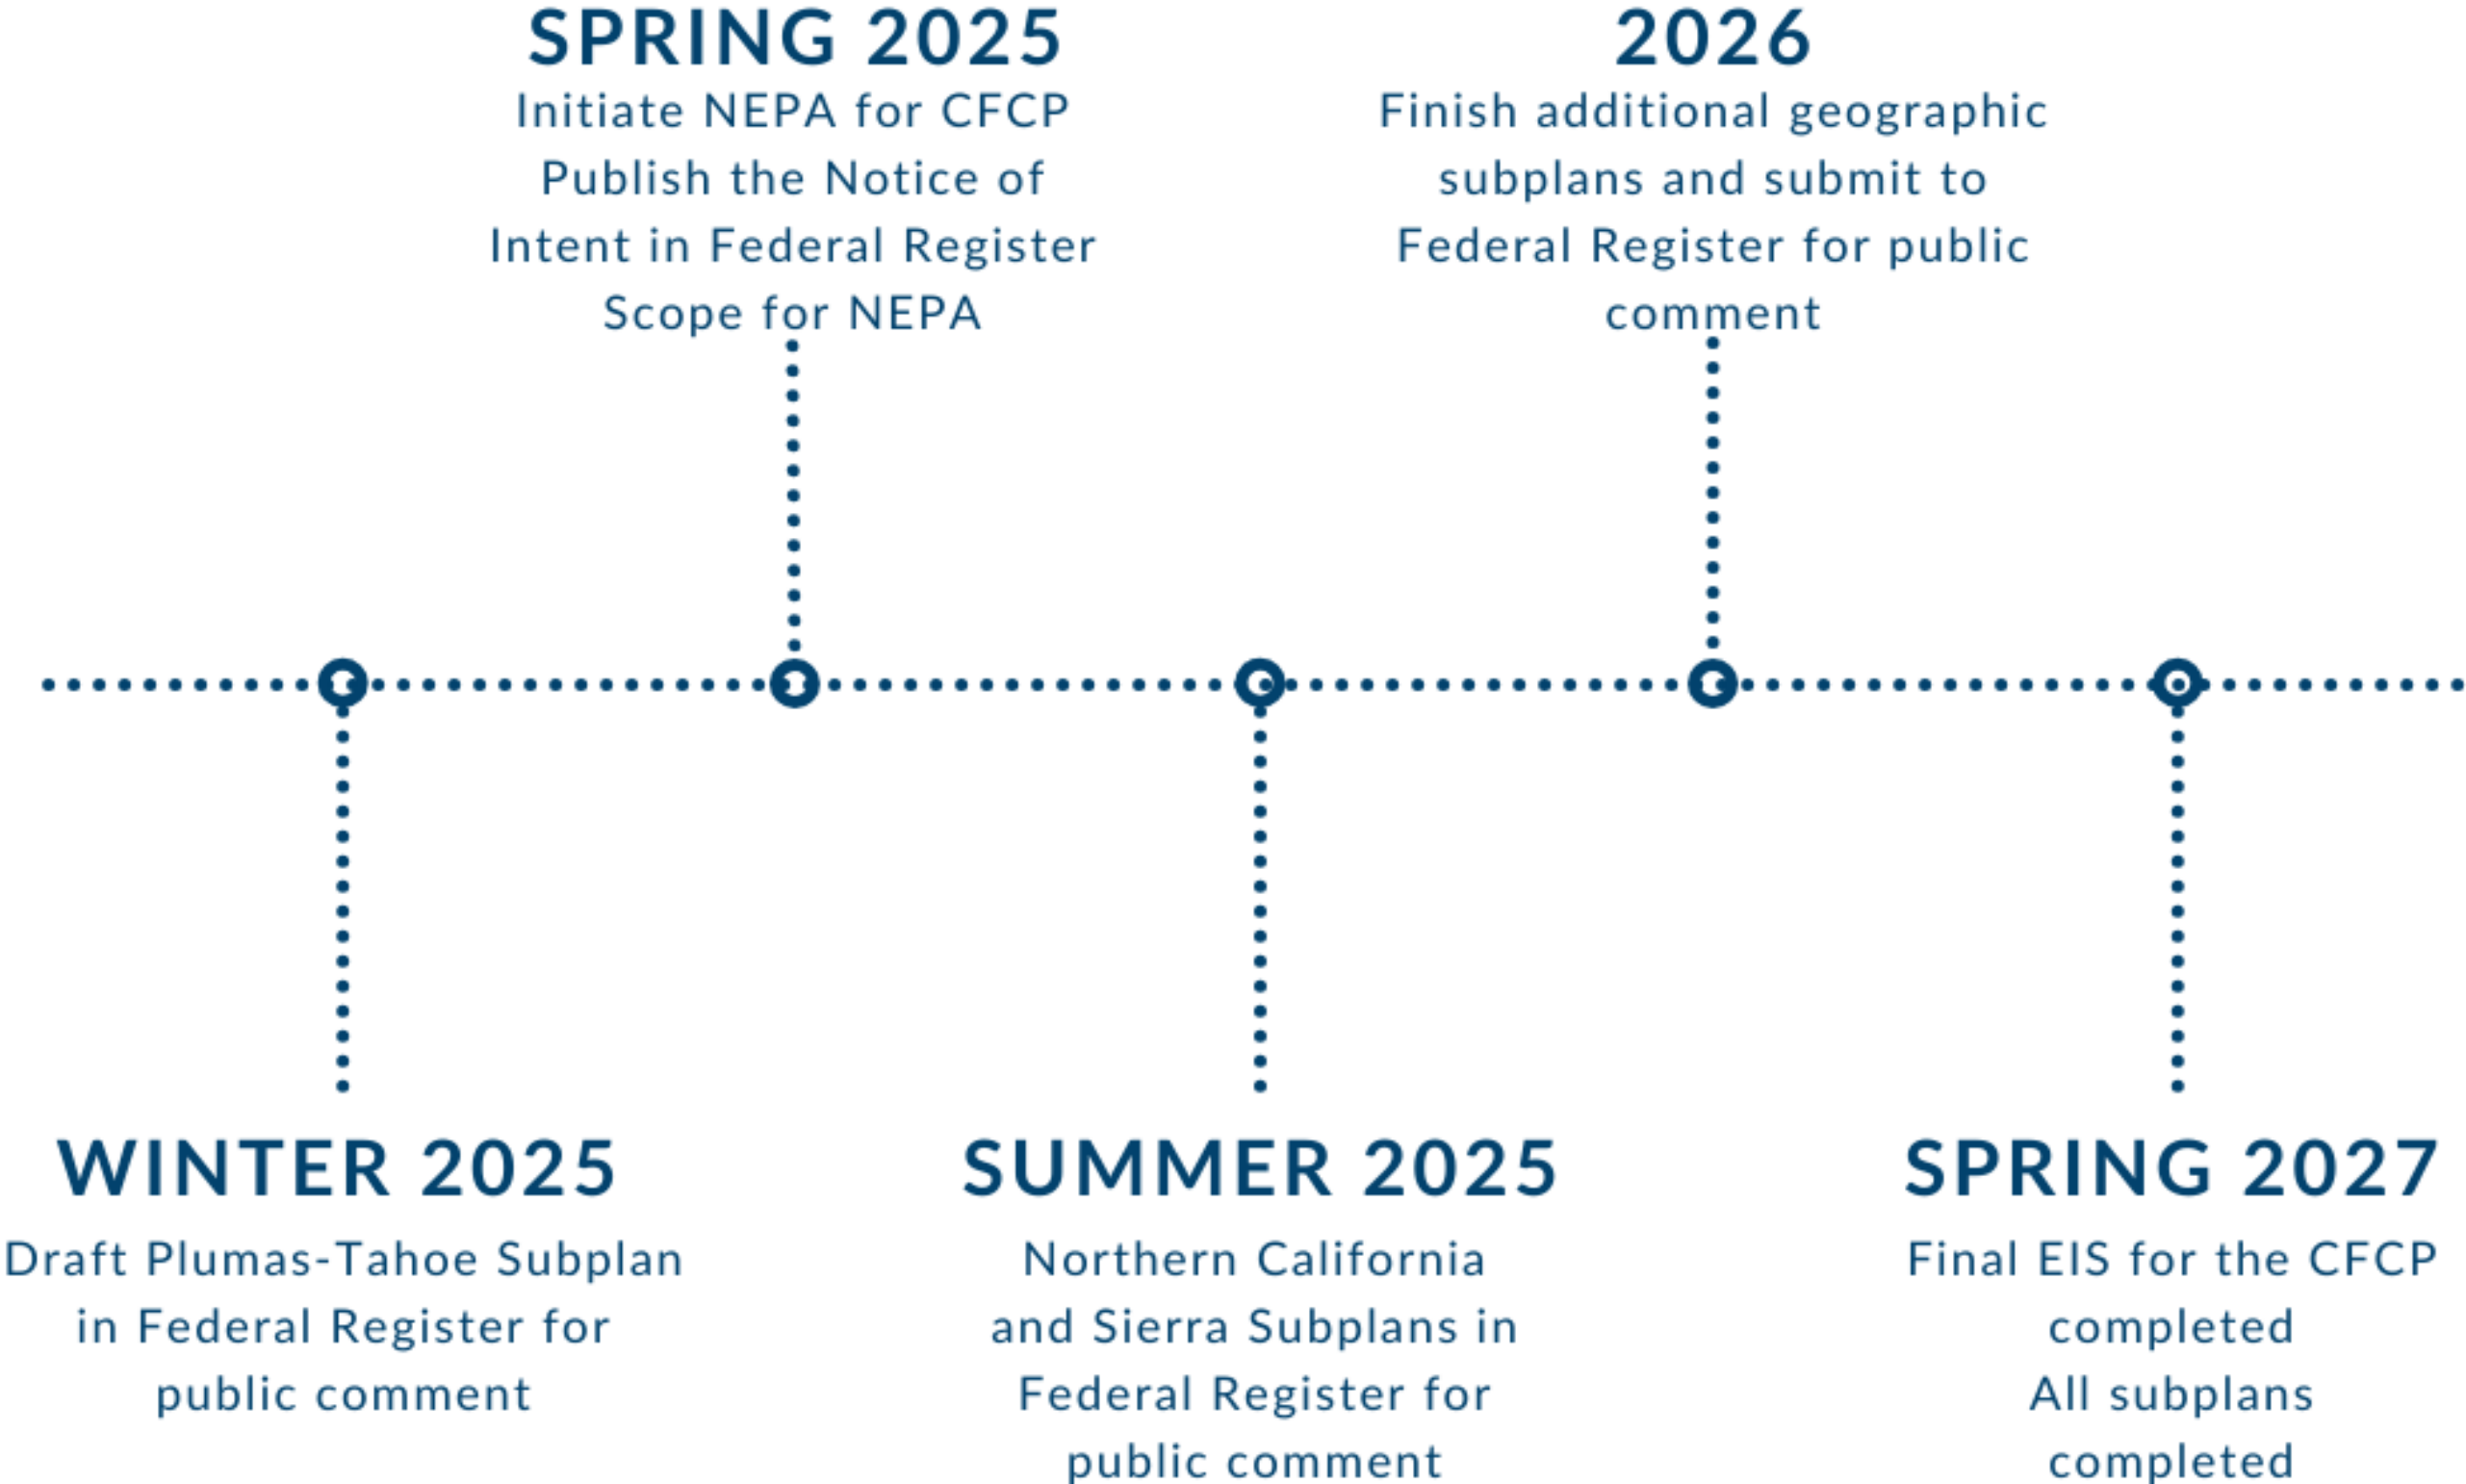 SPRING 2025
Initiate NEPA for CFCP
Publish the Notice of
Intent in Federal Register
Scope for NEPA
2026
Finish additional geographic
subplans and submit to
Federal Register for public
comment
WINTER 2025
Draft Plumas-Tahoe Subplan
in Federal Register for
public comment
SUMMER 2025
Northern California
and Sierra Subplans in
Federal Register for
public comment
SPRING 2027
Final EIS for the CFCP
completed
All subplans
completed